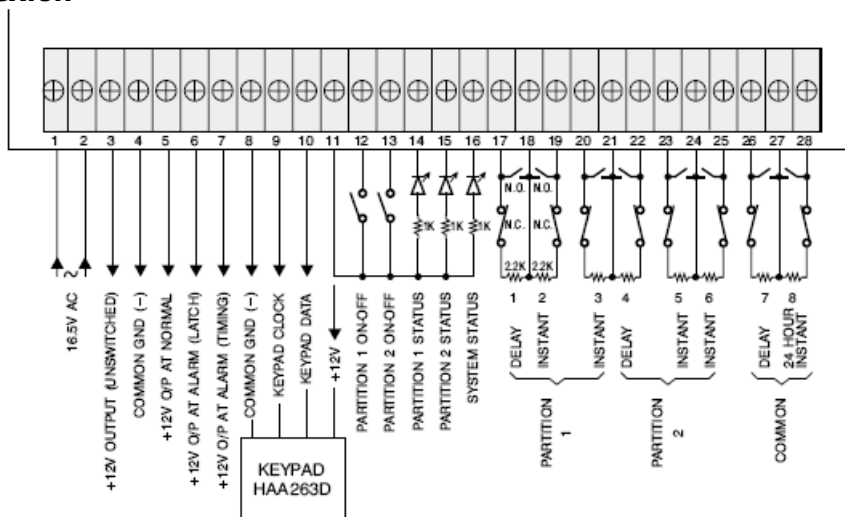 1 2 3 4 5 6 7 8 9 10 11 12 13 14 15 16 17 18 19 20 21 22 23 24 25 26 27 28
N.O. N.O.
1K 1K 1K
N.C. N.C.
2.2K 2.2K
1 2 3 4 5 6 7 8
16.5V AC
+12V OUTPUT (UNSWITCHED)
COMMON GND (–)
+12V O/P AT NORMAL
+12V O/P AT ALARM (LATCH)
+12V O/P AT ALARM (TIMING)
COMMON GND (–)
KEYPAD CLOCK
KEYPAD DATA
+12V
PARTITION 1 ON-OFF
PARTITION 2 ON-OFF
PARTITION 1 STATUS
PARTITION 2 STATUS
SYSTEM STATUS
DELAY
INSTANT
INSTANT
DELAY
INSTANT
INSTANT
DELAY
24 HOUR
INSTANT
PARTITION
1
PARTITION
2
COMMON
KEYPAD
HAA263D